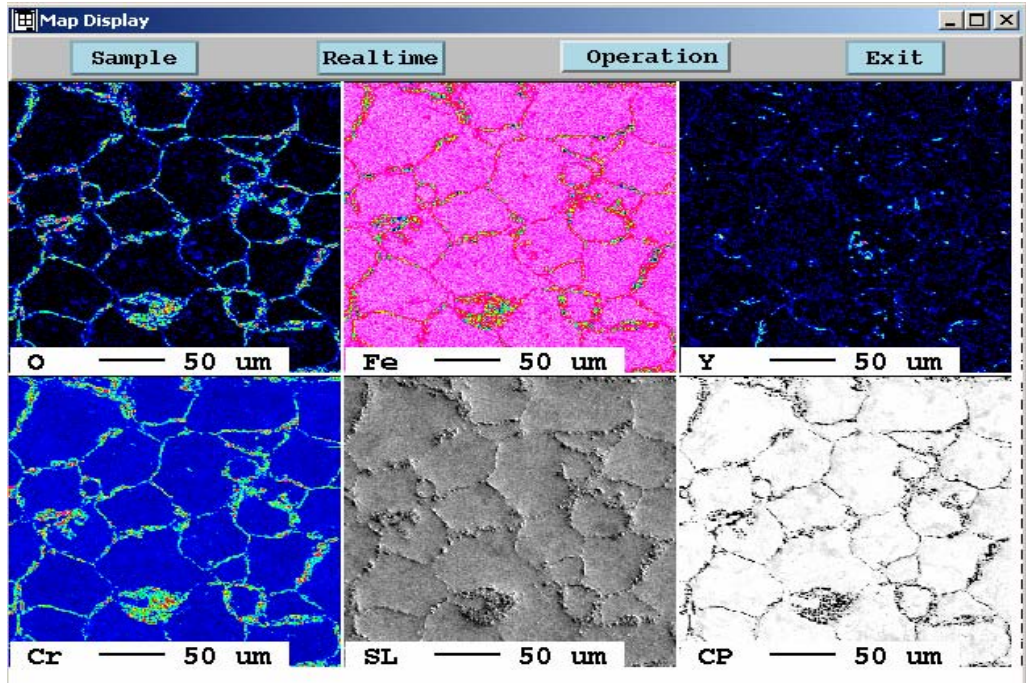 Map Display
Sample Realtime Operation Exit
O 50 um Fe 50 um Y 50 um
Cr 50 um SL 50 um CP 50 um